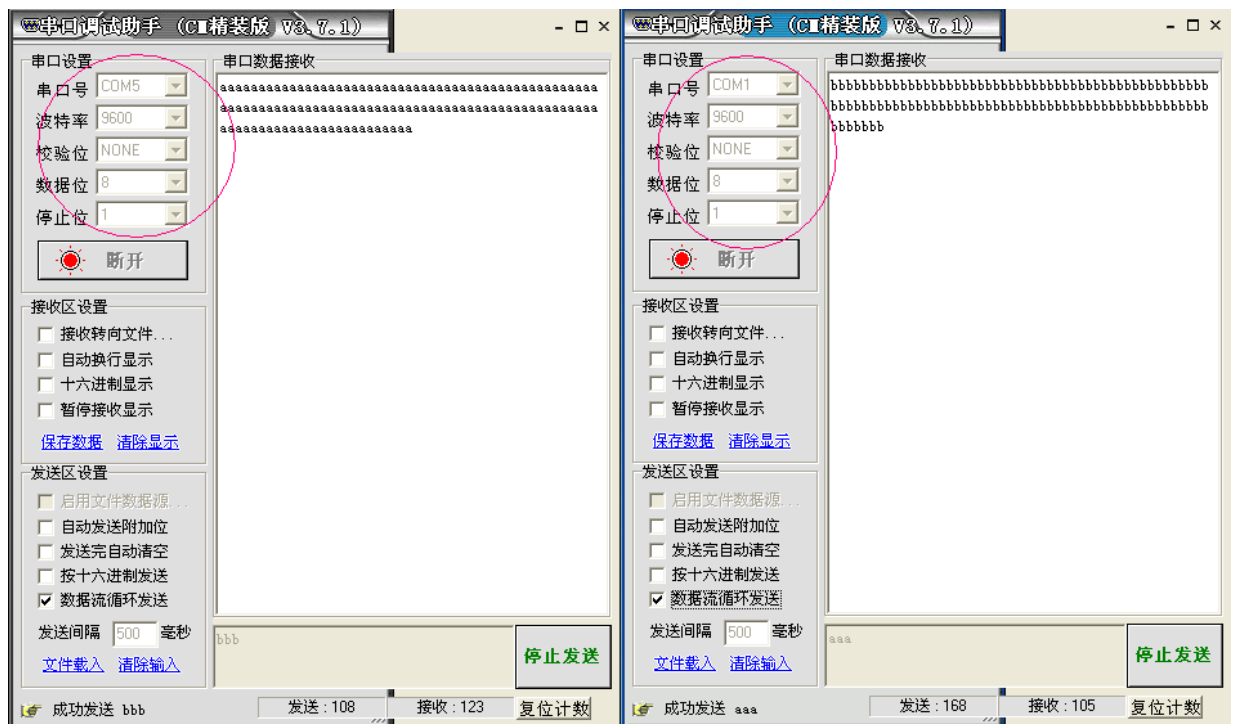 串口调试助手 (CⅡ精装版 V3.7.1)
串口设置
串口号 COM5
波特率 9600
校验位 NONE
数据位 8
停止位 1
断开
接收区设置
接收转向文件...
自动换行显示
十六进制显示
暂停接收显示
保存数据 清除显示
发送区设置
启用文件数据源...
自动发送附加位
发送完自动清空
按十六进制发送
数据流循环发送
发送间隔 500 毫秒
文件载入 清除输入
串口数据接收
aaaaaaaaaaaaaaaaaaaaaaaaaaaaaaaaaaaaaaaaaaaaaaaaa
aaaaaaaaaaaaaaaaaaaaaaaaaaaaaaaaaaaaaaaaaaaaaaaaa
aaaaaaaaaaaaaaaaaaaaaaaaa
bbb
停止发送
成功发送 bbb
发送:108
接收:123
复位计数
串口调试助手 (CⅡ精装版 V3.7.1)
串口设置
串口号 COM1
波特率 9600
校验位 NONE
数据位 8
停止位 1
断开
接收区设置
接收转向文件...
自动换行显示
十六进制显示
暂停接收显示
保存数据 清除显示
发送区设置
启用文件数据源...
自动发送附加位
发送完自动清空
按十六进制发送
数据流循环发送
发送间隔 500 毫秒
文件载入 清除输入
串口数据接收
bbbbbbbbbbbbbbbbbbbbbbbbbbbbbbbbbbbbbbbbbbbbbbbbb
bbbbbbbbbbbbbbbbbbbbbbbbbbbbbbbbbbbbbbbbbbbbbbbbb
bbbbbbb
aaa
停止发送
成功发送 aaa
发送:168
接收:105
复位计数